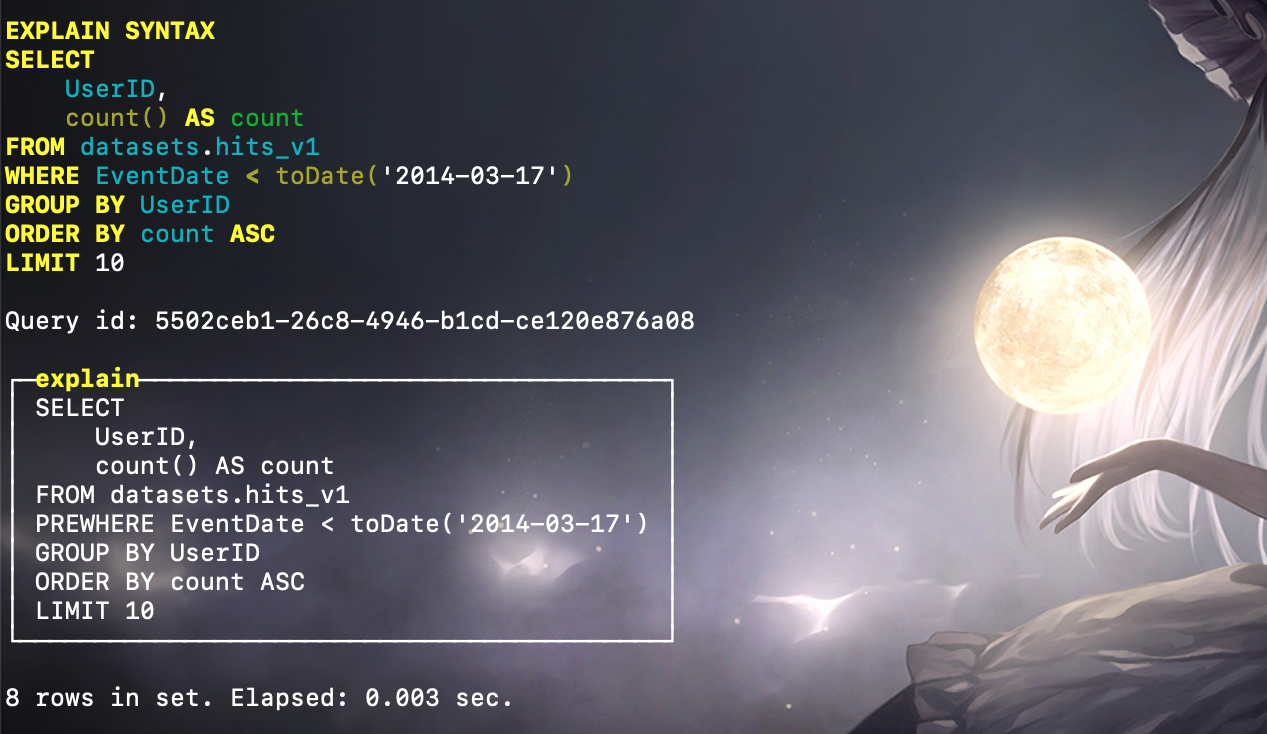 EXPLAIN SYNTAX
SELECT
    UserID,
    count() AS count
FROM datasets.hits_v1
WHERE EventDate < toDate('2014-03-17')
GROUP BY UserID
ORDER BY count ASC
LIMIT 10
Query id: 5502ceb1-26c8-4946-b1cd-ce120e876a08
explain
SELECT
    UserID,
    count() AS count
FROM datasets.hits_v1
PREWHERE EventDate < toDate('2014-03-17')
GROUP BY UserID
ORDER BY count ASC
LIMIT 10
8 rows in set. Elapsed: 0.003 sec.